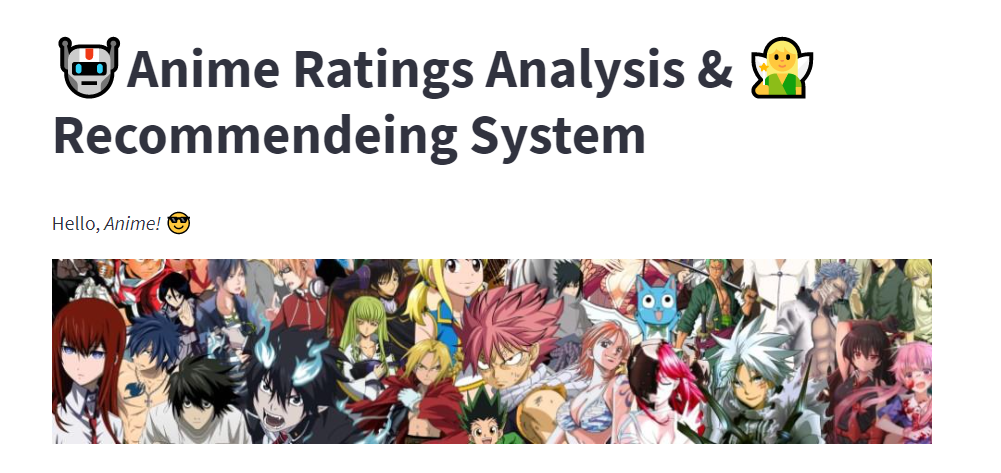 Anime Ratings Analysis &
Recommendeing System
Hello, Anime!